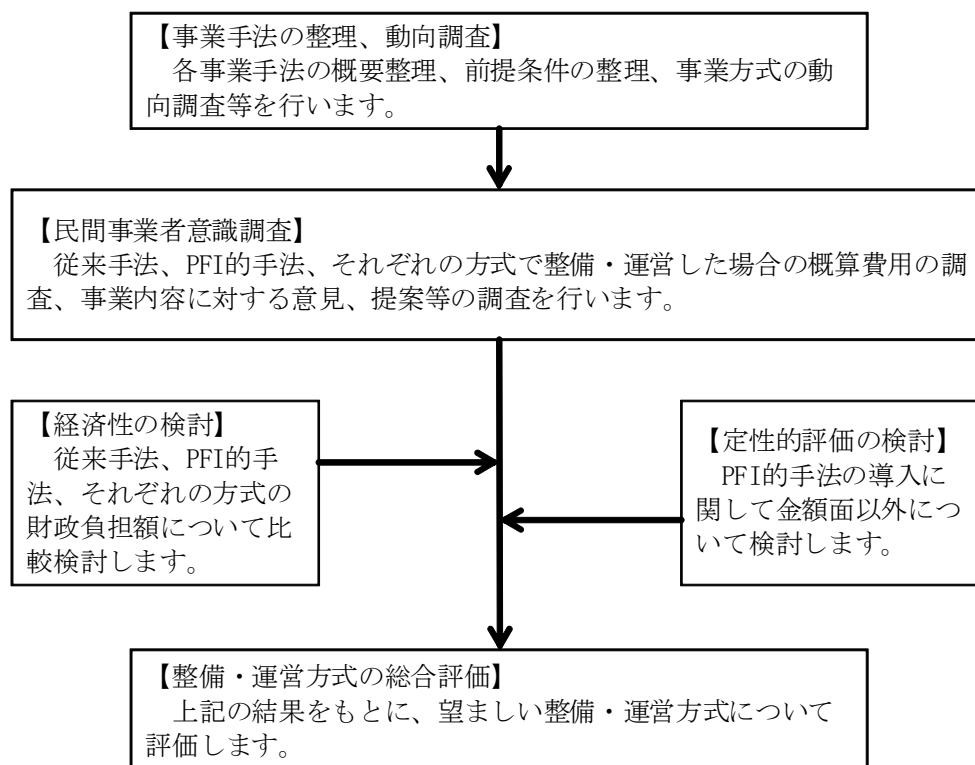 【事業手法の整理、動向調査】
各事業手法の概要整理、前提条件の整理、事業方式の動
向調査等を行います。
【民間事業者意識調査】
従来手法、PFI的手法、それぞれの方式で整備・運営した場合の概算費用の調
査、事業内容に対する意見、提案等の調査を行います。
【経済性の検討】
従来手法、PFI的手
法、それぞれの方式の
財政負担額について比
較検討します。
【定性的評価の検討】
PFI的手法の導入に
関して金額面以外につ
いて検討します。
【整備・運営方式の総合評価】
上記の結果をもとに、望ましい整備・運営方式について
評価します。